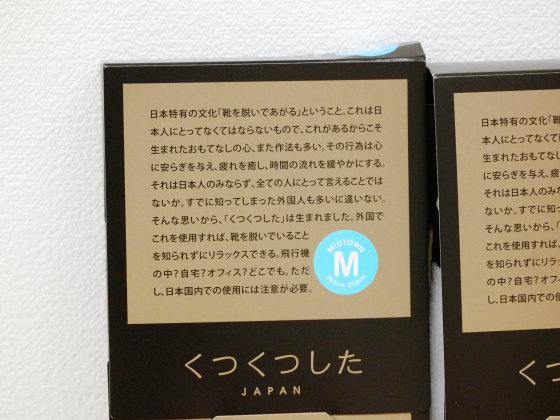 日本特有の文化「靴を脱いであがる」ということ。これは日
本人にとってなくてはならないもので、これがあるからこそ
生まれたおもてなしの心、また作法も多い。その行為は心
に安らぎを与え、疲れを癒し、時間の流れを緩やかにする。
それは日本人のみならず、全ての人にとって言えることでは
ないか。すでに知ってしまった外国人も多いに違いない。
そんな思いから、「くつくつした」は生まれました。外国で
これを使用すれば、靴を脱いでいること
を知られずにリラックスできる。飛行機
の中？自宅？オフィス？どこでも。ただ
し、日本国内での使用には注意が必要。
MIDTOWN
M
25.0cm-27.0cm
くつくつした
JAPAN
日本特有の文化「靴
本人にとってなくて
生まれたおもてなし
に安らぎを与え、疲
それは日本人のみ
ないか。すでに知っ
そんな思いから、「
これを使用すれば
を知られずにリラ
の中？自宅？オフ
し、日本国内での
くつ